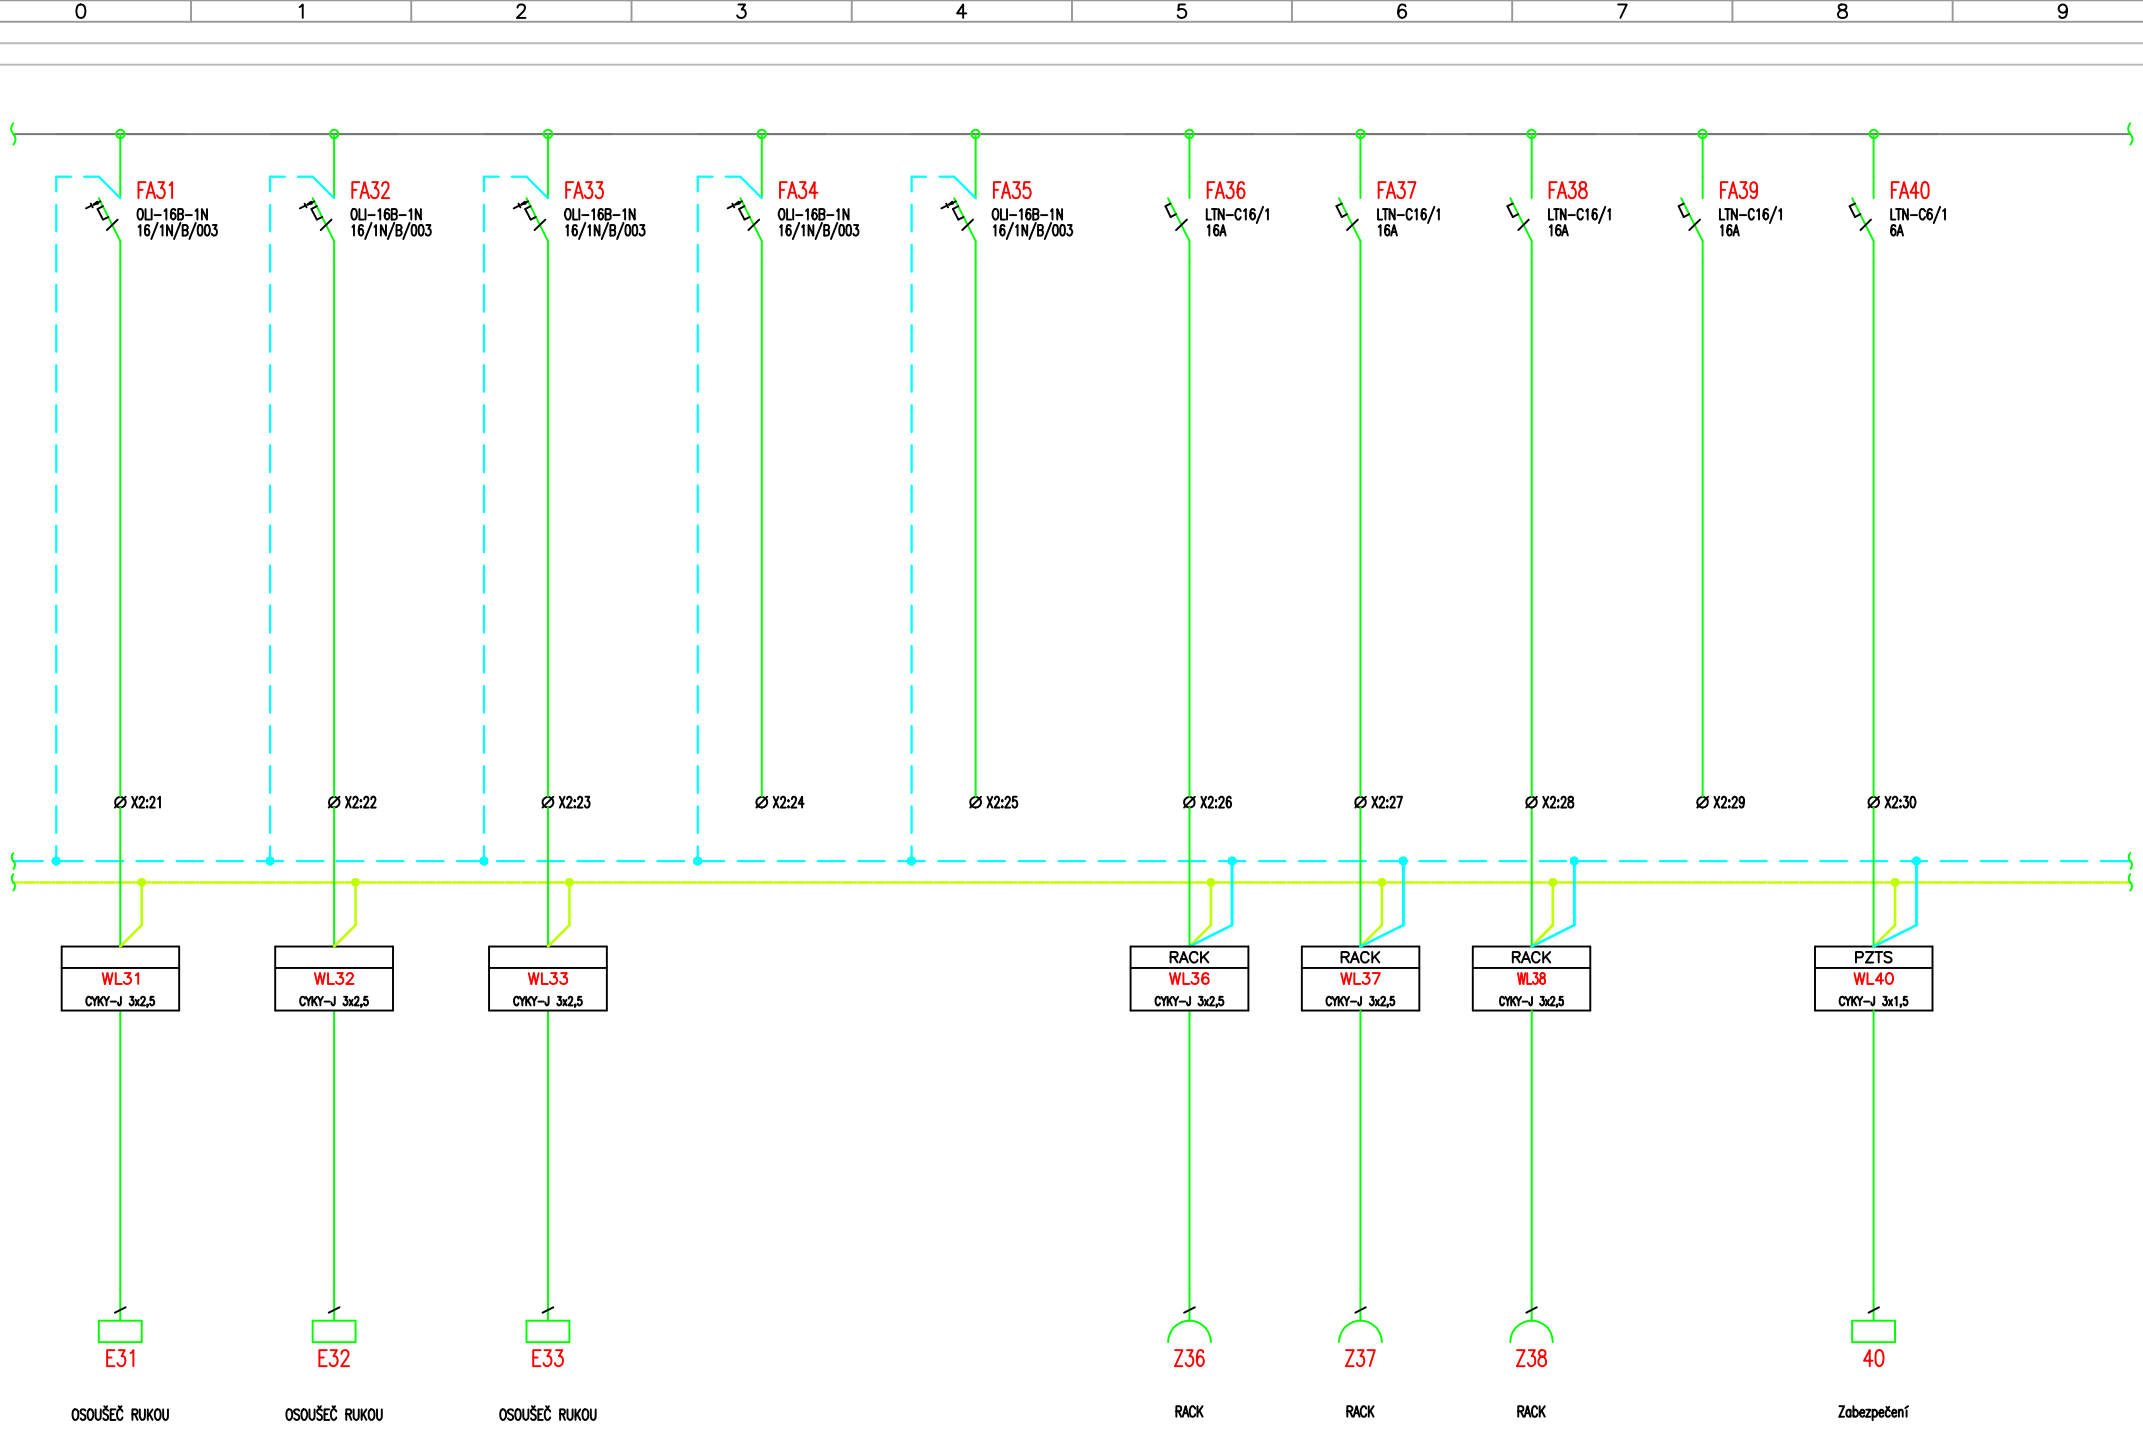 0 1 2 3 4 5 6 7 8 9
FA31 FA32 FA33 FA34 FA35 FA36 FA37 FA38 FA39 FA40
OLI-16B-1N OLI-16B-1N OLI-16B-1N OLI-16B-1N OLI-16B-1N LTN-C16/1 LTN-C16/1 LTN-C16/1 LTN-C16/1 LTN-C6/1
16/1N/B/003 16/1N/B/003 16/1N/B/003 16/1N/B/003 16/1N/B/003 16A 16A 16A 16A 6A
X2:21 X2:22 X2:23 X2:24 X2:25 X2:26 X2:27 X2:28 X2:29 X2:30
RACK RACK RACK PZTS
WL31 WL32 WL33 WL36 WL37 WL38 WL40
CYKY-J 3x2,5 CYKY-J 3x2,5 CYKY-J 3x2,5 CYKY-J 3x2,5 CYKY-J 3x2,5 CYKY-J 3x2,5 CYKY-J 3x1,5
E31 E32 E33 Z36 Z37 Z38 40
OSOUŠEČ RUKOU OSOUŠEČ RUKOU OSOUŠEČ RUKOU RACK RACK RACK Zabezpečení